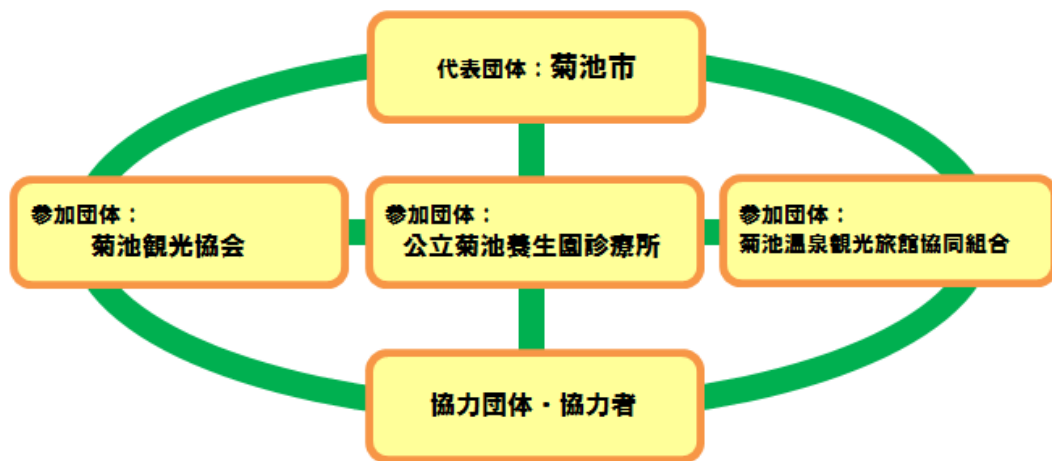 代表団体：菊池市
参加団体：
菊池観光協会
参加団体：
公立菊池養生園診療所
参加団体：
菊池温泉観光旅館協同組合
協力団体・協力者